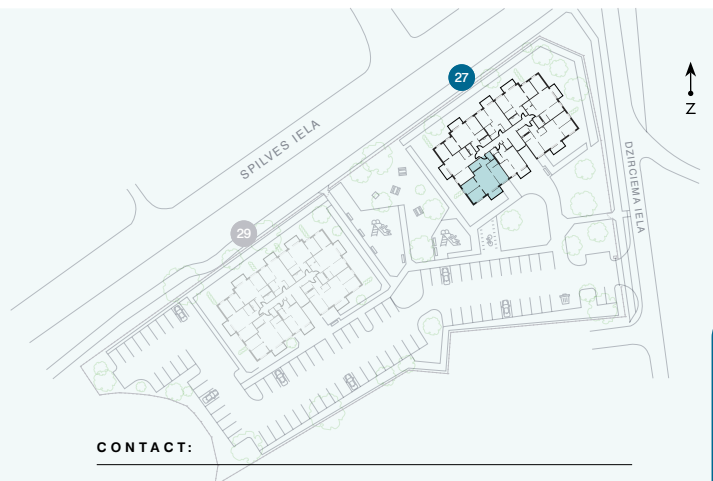 27
Z
SPILVES IELA
DZIRCIEMA IELA
29
CONTACT: